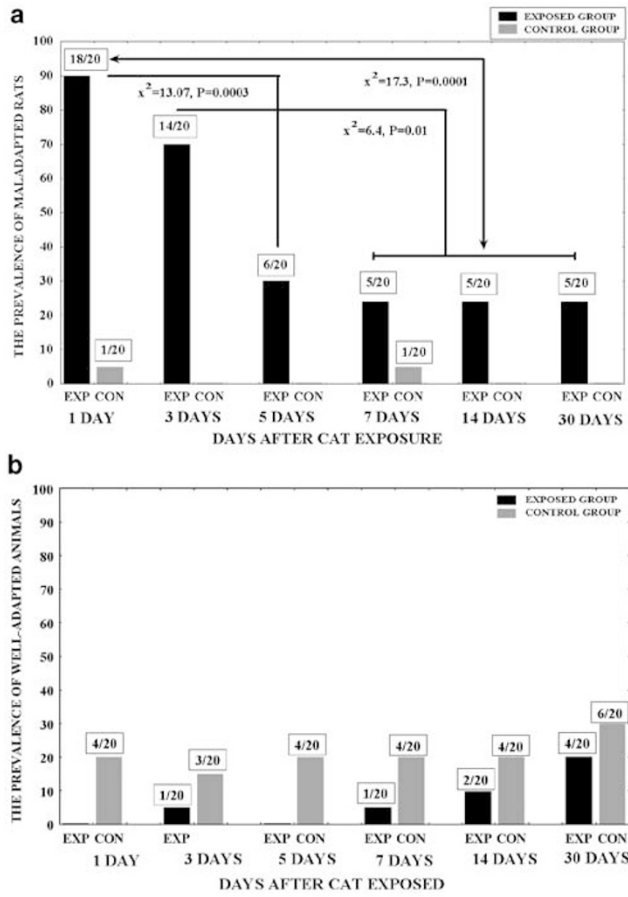 a
EXPOSED GROUP
CONTROL GROUP
THE PREVALENCE OF MALADAPTED RATS
100
90
80
70
60
50
40
30
20
10
0
18/20
x²=13.07, P=0.0003
x²=17.3, P=0.0001
14/20
x²=6.4, P=0.01
6/20
5/20
5/20
5/20
1/20
1/20
EXP CON EXP CON EXP CON EXP CON EXP CON EXP CON
1 DAY 3 DAYS 5 DAYS 7 DAYS 14 DAYS 30 DAYS
DAYS AFTER CAT EXPOSURE
b
EXPOSED GROUP
CONTROL GROUP
THE PREVALENCE OF WELL-ADAPTED ANIMALS
100
90
80
70
60
50
40
30
20
10
0
4/20
1/20
3/20
4/20
1/20
4/20
2/20
4/20
4/20
6/20
EXP CON EXP EXP CON EXP CON EXP CON EXP CON
1 DAY 3 DAYS 5 DAYS 7 DAYS 14 DAYS 30 DAYS
DAYS AFTER CAT EXPOSED